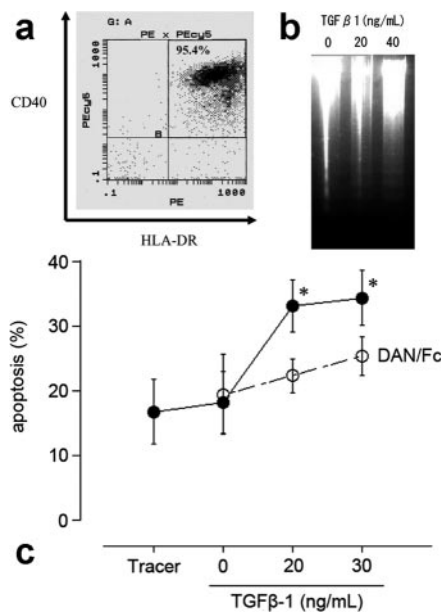 a
G: A
PE x PEcy5
95.4%
1000
CD40
PEcy5
B
.1
.1
1000
PE
HLA-DR
b
TGFβ1(ng/mL)
0 20 40
40
30
20
10
0
apoptosis (%)
*
*
DAN/Fc
c
Tracer 0 20 30
TGFβ-1 (ng/mL)